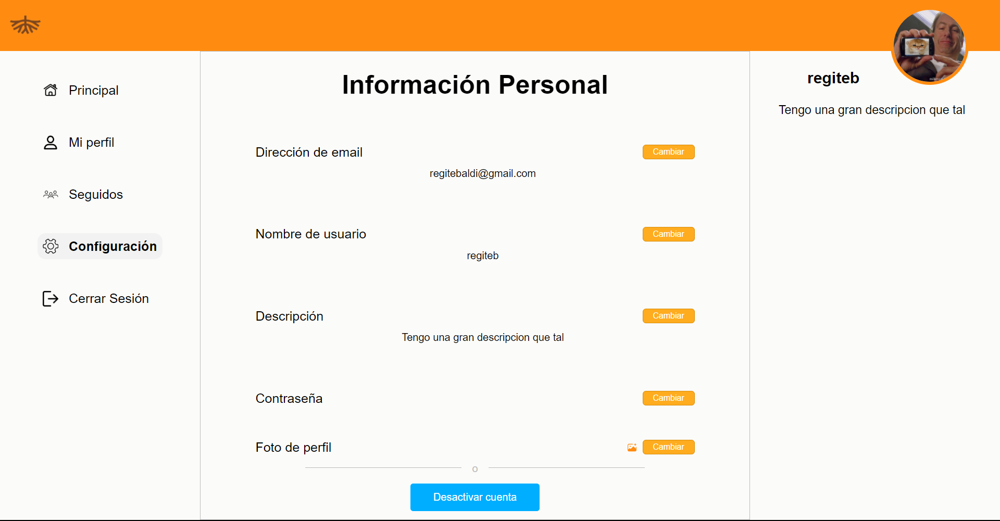 Principal
Mi perfil
Seguidos
Configuración
Cerrar Sesión
Información Personal
Dirección de email
Cambiar
regitebaldi@gmail.com
Nombre de usuario
Cambiar
regiteb
Descripción
Cambiar
Tengo una gran descripcion que tal
Contraseña
Cambiar
Foto de perfil
Cambiar
o
Desactivar cuenta
regiteb
Tengo una gran descripcion que tal